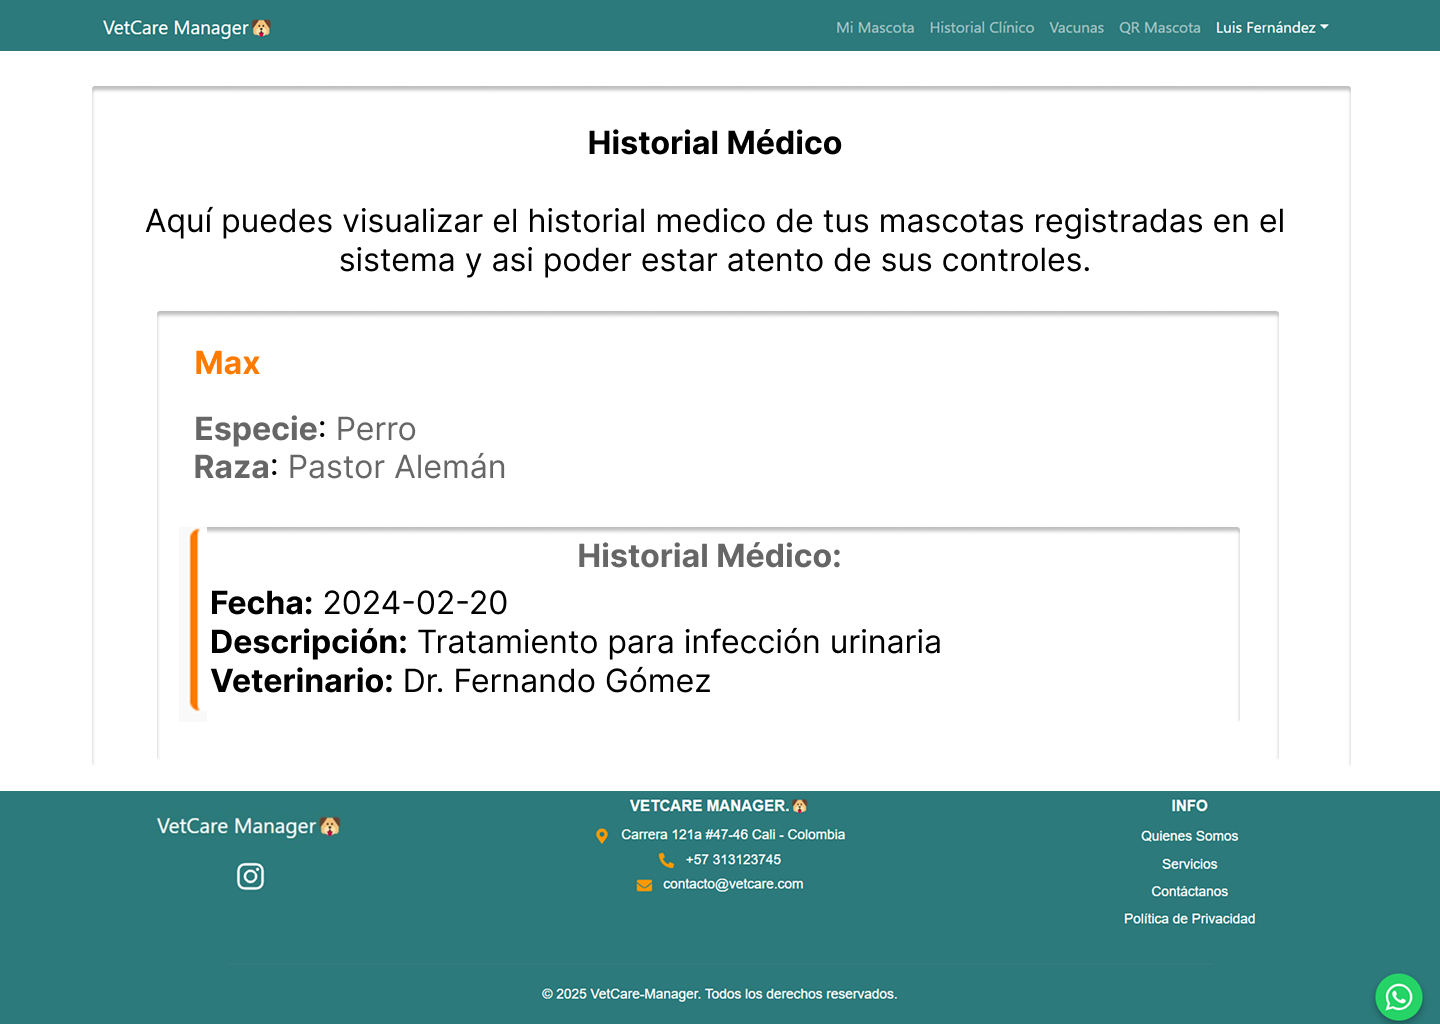 VetCare Manager
Mi Mascota Historial Clínico Vacunas QR Mascota Luis Fernández
Historial Médico
Aquí puedes visualizar el historial medico de tus mascotas registradas en el
sistema y asi poder estar atento de sus controles.
Max
Especie: Perro
Raza: Pastor Alemán
Historial Médico:
Fecha: 2024-02-20
Descripción: Tratamiento para infección urinaria
Veterinario: Dr. Fernando Gómez
VetCare Manager
VETCARE MANAGER.
Carrera 121a #47-46 Cali - Colombia
+57 313123745
contacto@vetcare.com
INFO
Quienes Somos
Servicios
Contáctanos
Política de Privacidad
© 2025 VetCare-Manager. Todos los derechos reservados.